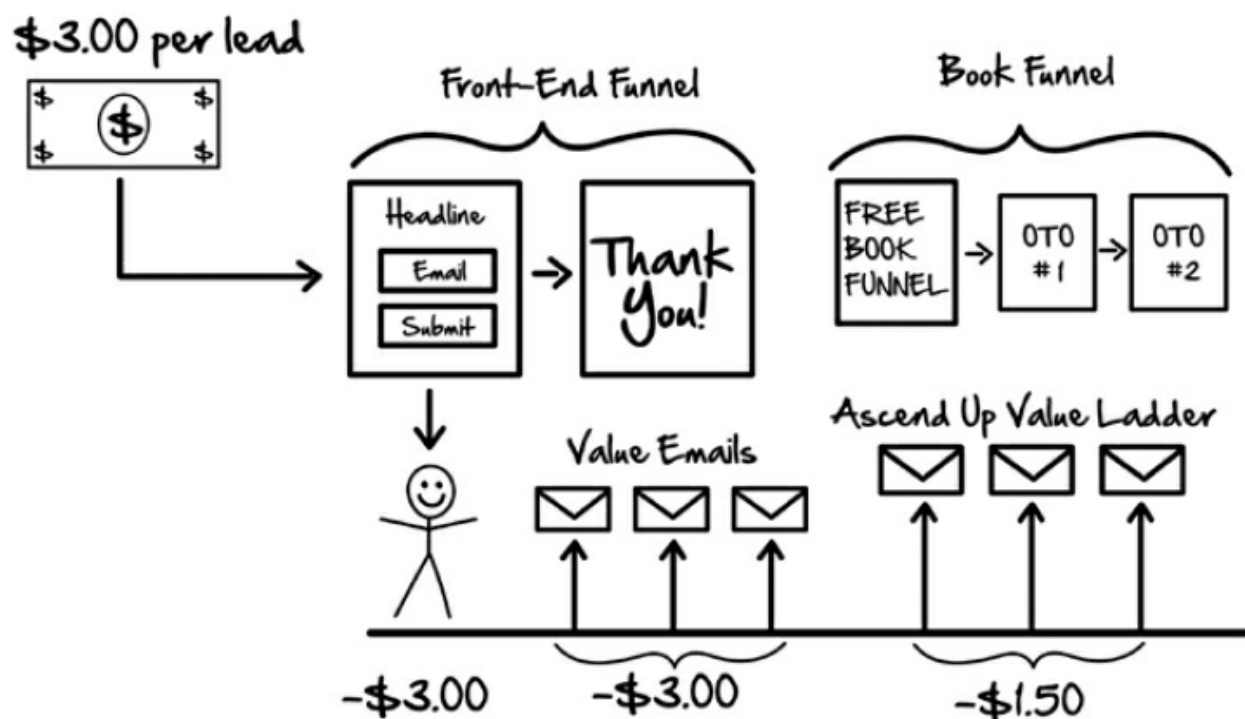 $3.00 per lead
$ $
$
$ $
Front-End Funnel
Book Funnel
Headline
Email
Submit
Thank
You!
FREE
BOOK
FUNNEL
OTO
#1
OTO
#2
Value Emails
Ascend Up Value Ladder
-$3.00
-$3.00
-$1.50